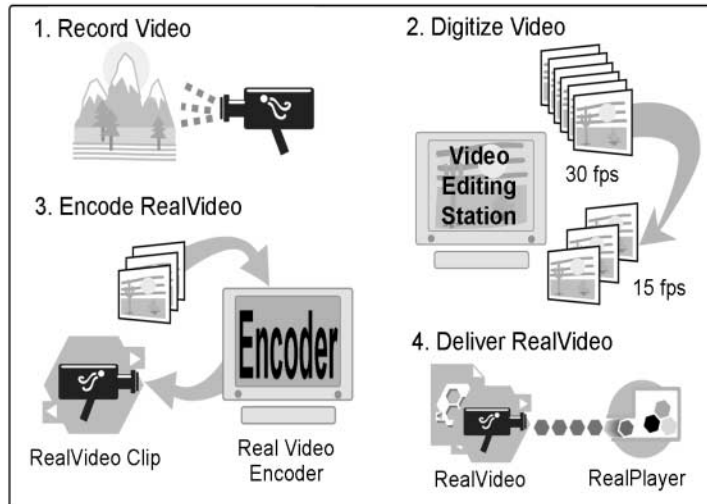 1. Record Video
2. Digitize Video
Video
Editing
Station
30 fps
15 fps
3. Encode RealVideo
Encoder
RealVideo Clip
Real Video
Encoder
4. Deliver RealVideo
RealVideo
RealPlayer